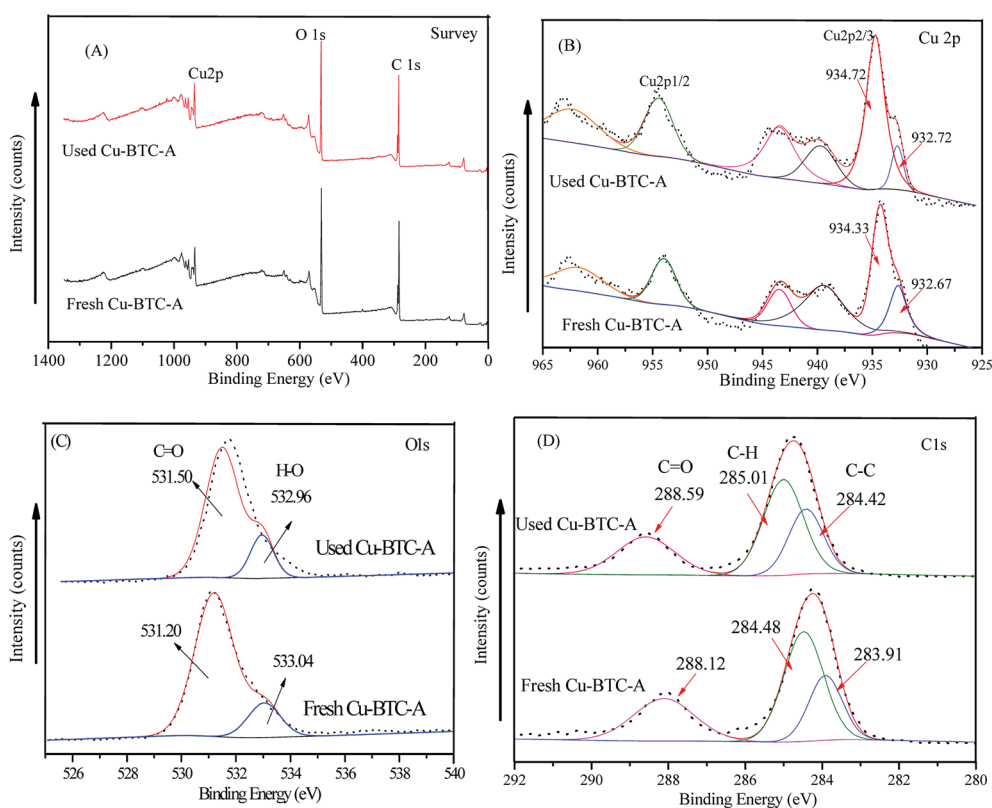 (A)
O 1s
Survey
C 1s
Cu2p
Used Cu-BTC-A
Fresh Cu-BTC-A
Intensity (counts)
1400 1200 1000 800 600 400 200 0
Binding Energy (eV)
(B)
Cu2p2/3
Cu 2p
Cu2p1/2
934.72
932.72
Used Cu-BTC-A
934.33
932.67
Fresh Cu-BTC-A
Intensity (counts)
965 960 955 950 945 940 935 930 925
Binding Energy (eV)
(C)
O1s
C=O
531.50
H-O
532.96
Used Cu-BTC-A
531.20
533.04
Fresh Cu-BTC-A
Intensity (counts)
526 528 530 532 534 536 538 540
Binding Energy (eV)
(D)
C1s
C-H
C=O
285.01
C-C
288.59
284.42
Used Cu-BTC-A
284.48
283.91
288.12
Fresh Cu-BTC-A
Intensity (counts)
292 290 288 286 284 282 280
Binding Energy (eV)